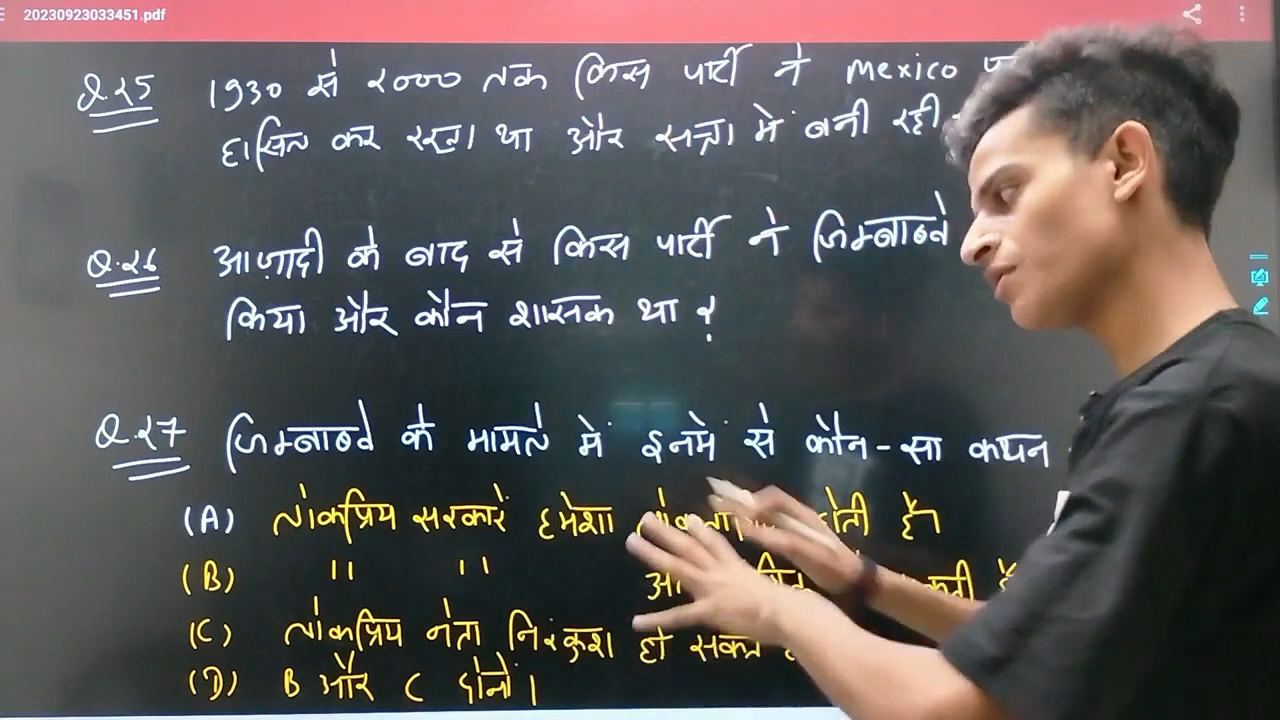 20230923033451.pdf
Q.25 1930 से 2000 तक किस पार्टी ने mexico
हासिल कर रखा था और सत्ता में बनी रही
Q.26 आज़ादी के बाद से किस पार्टी ने जिम्बाब्वे
किया और कौन शासक था ?
Q.27 जिम्बाब्वे के मामले में इनमें से कौन-सा कथन
(A) लोकप्रिय सरकारें हमेशा होती हैं
(B) " "
(C) लोकप्रिय नेता निरंकुश हो सकते
(D) B और C दोनों।